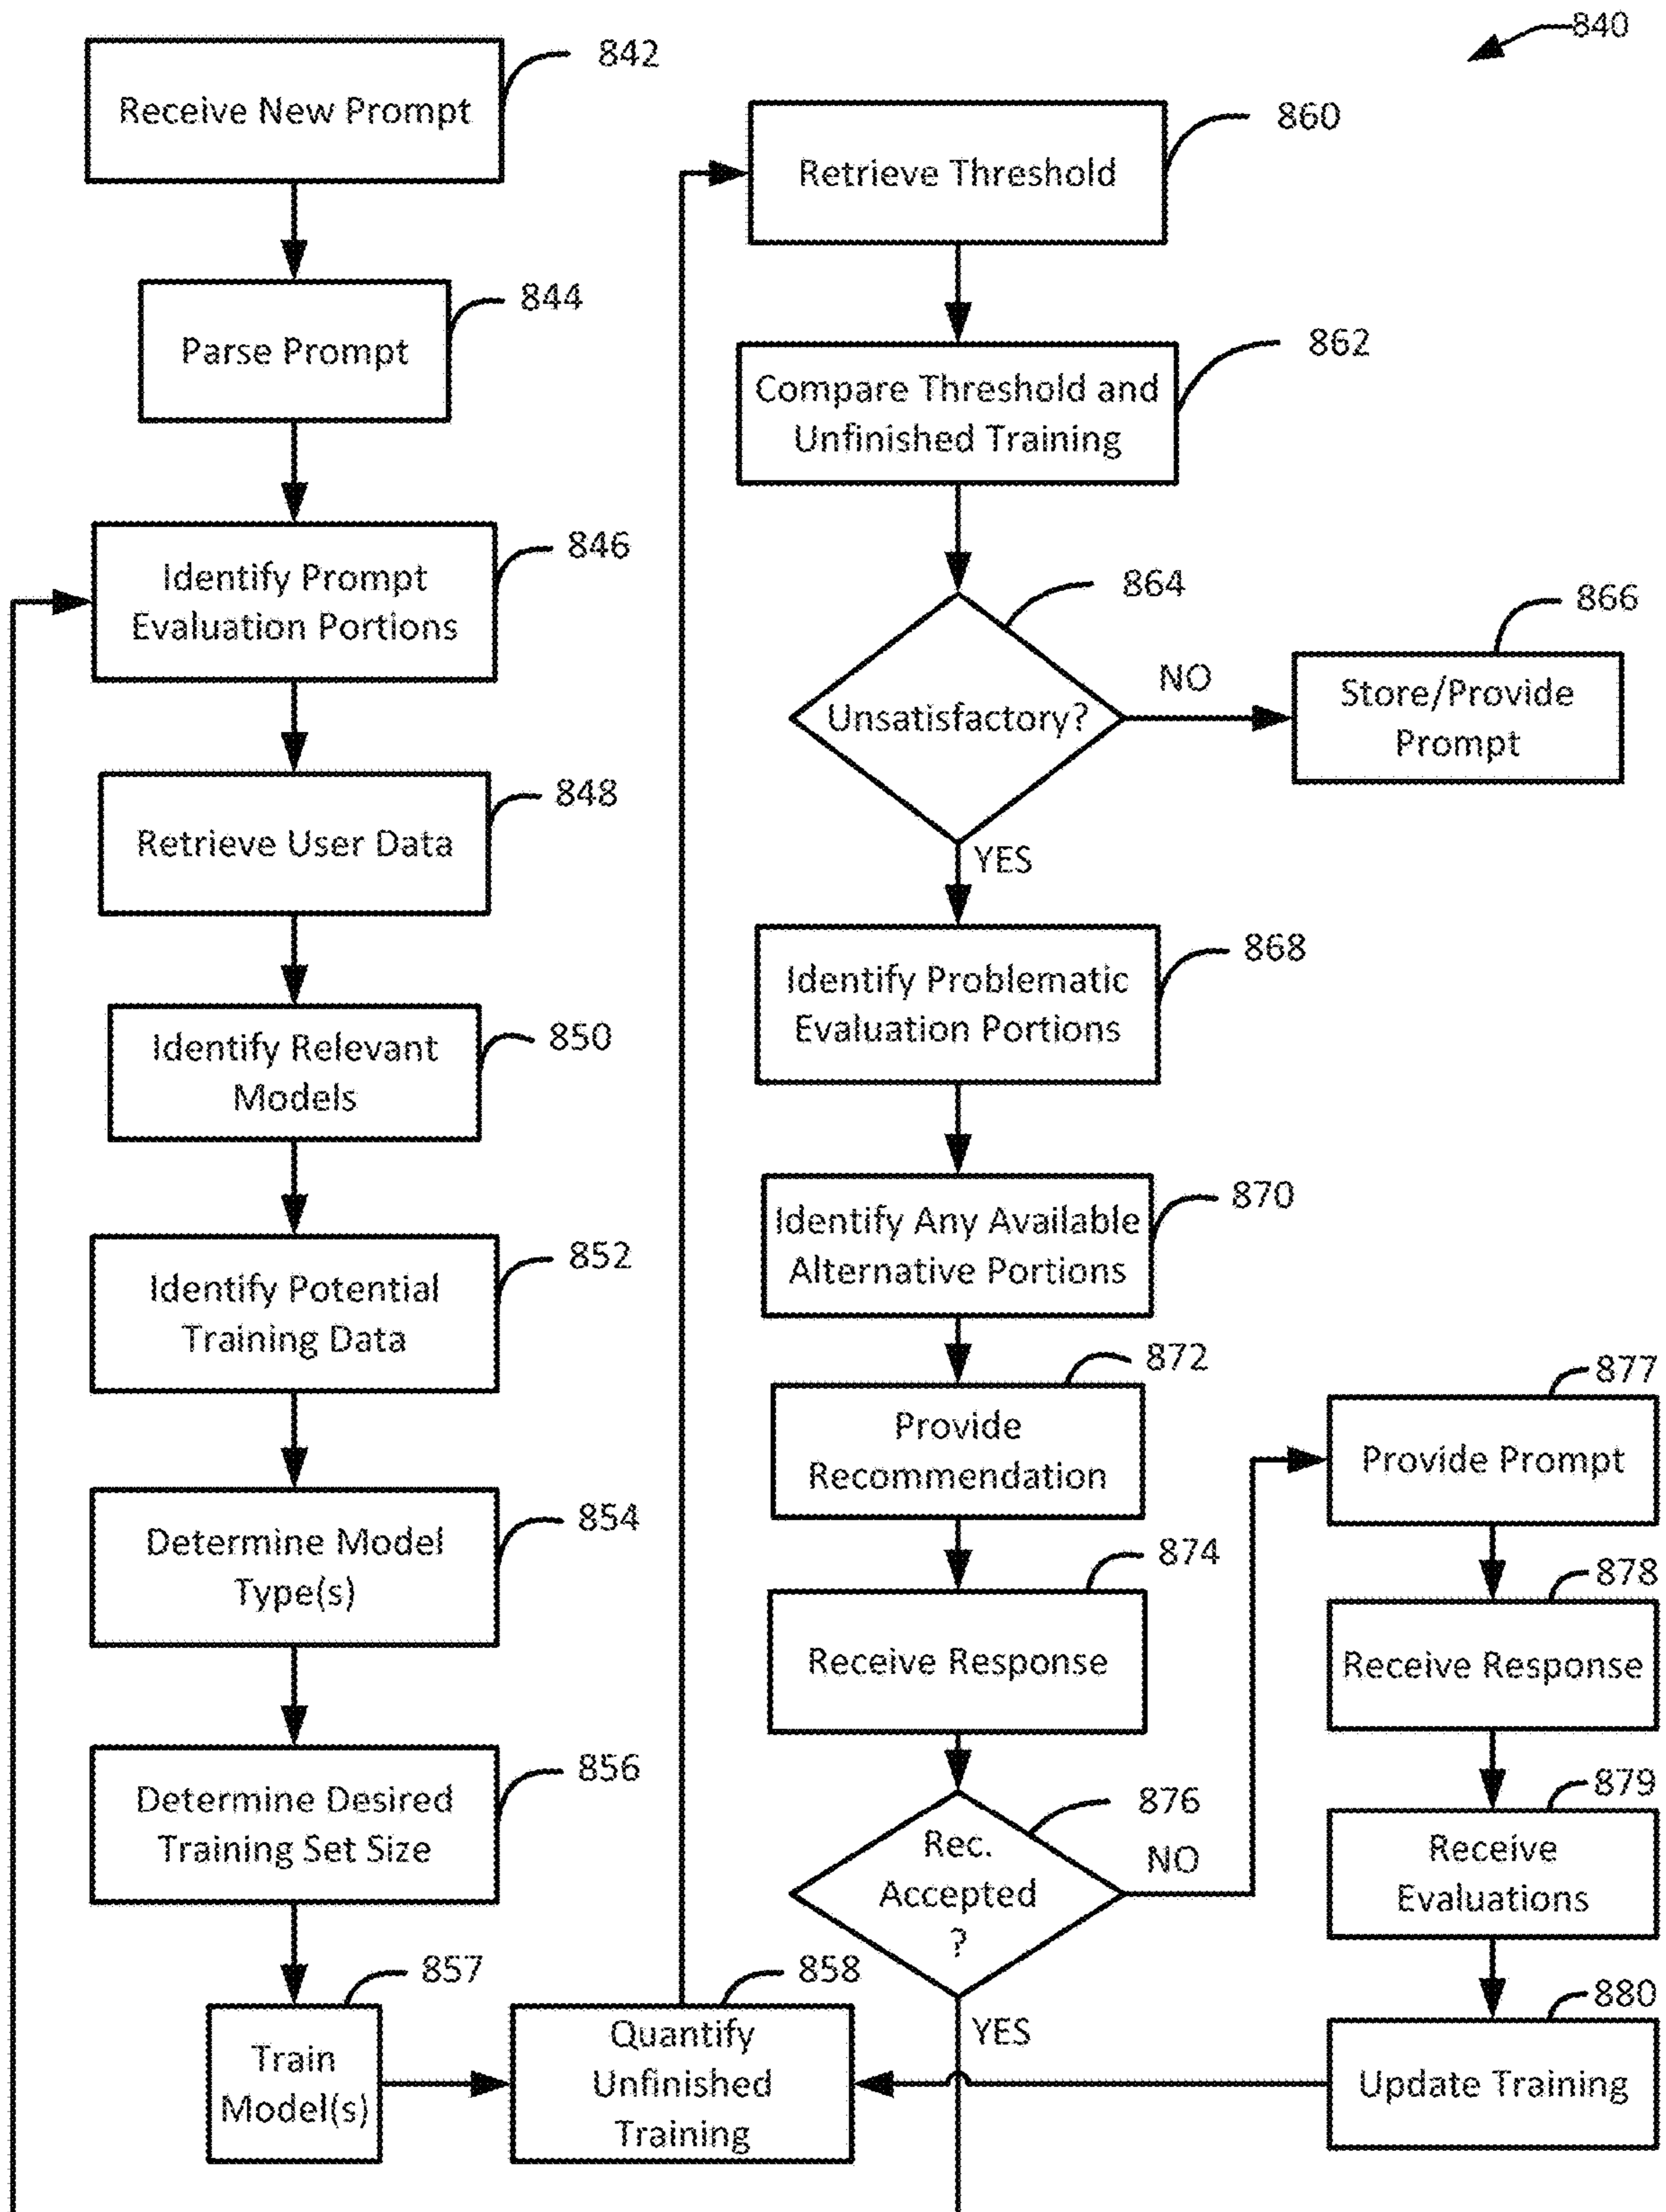 840
842
Receive New Prompt
844
Parse Prompt
846
Identify Prompt
Evaluation Portions
848
Retrieve User Data
850
Identify Relevant
Models
852
Identify Potential
Training Data
854
Determine Model
Type(s)
856
Determine Desired
Training Set Size
857
Train
Model(s)
858
Quantify
Unfinished
Training
860
Retrieve Threshold
862
Compare Threshold and
Unfinished Training
864
Unsatisfactory?
NO
866
Store/Provide
Prompt
YES
868
Identify Problematic
Evaluation Portions
870
Identify Any Available
Alternative Portions
872
Provide
Recommendation
874
Receive Response
876
Rec.
Accepted
?
NO
YES
877
Provide Prompt
878
Receive Response
879
Receive
Evaluations
880
Update Training